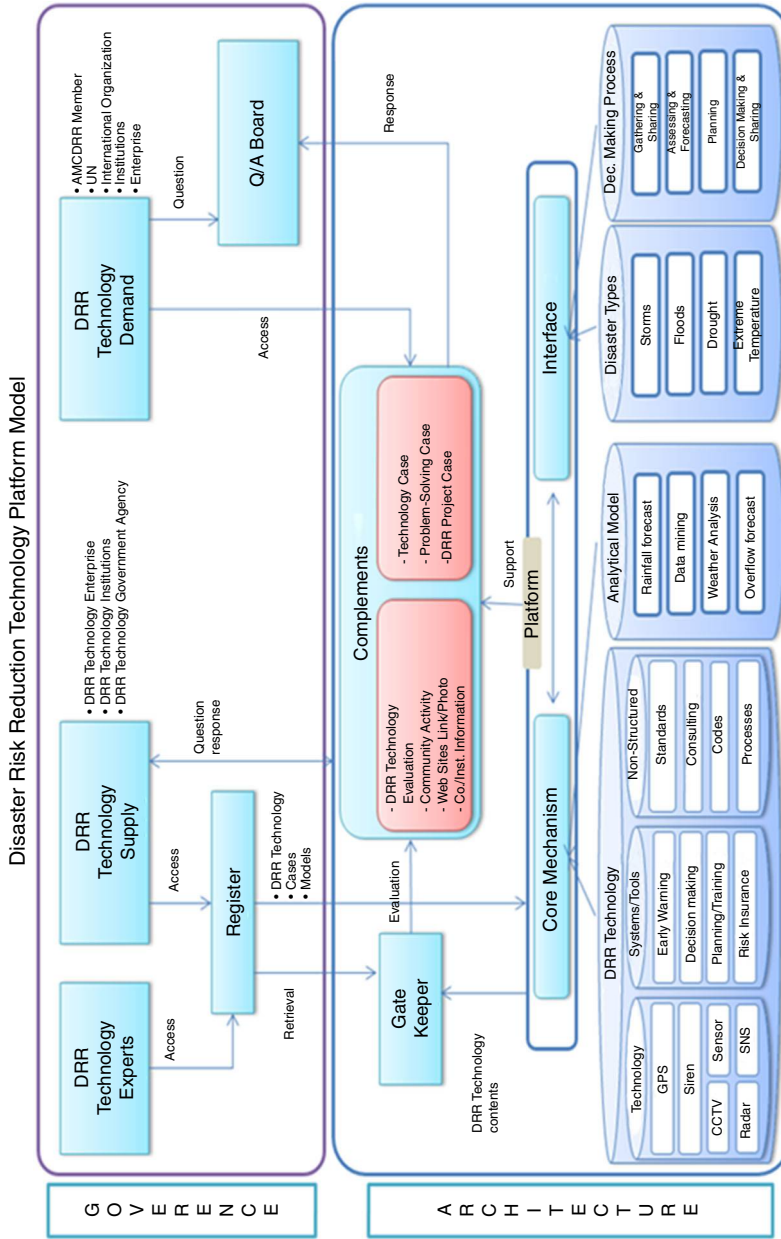 Disaster Risk Reduction Technology Platform Model
G O V E R E N C E
DRR
Technology
Experts
DRR
Technology
Supply
• DRR Technology Enterprise
• DRR Technology Institutions
• DRR Technology Government Agency
DRR
Technology
Demand
• AMCDRR Member
• UN
• International Organization
• Institutions
• Enterprise
Access
Access
Question
response
Access
Question
Register
Q/A Board
Retrieval
• DRR Technology
• Cases
• Models
A R C H I T E C T U R E
Gate
Keeper
Evaluation
Complements
- DRR Technology
Evaluation
- Community Activity
- Web Sites Link/Photo
- Co/Inst. Information
- Technology Case
- Problem-Solving Case
-DRR Project Case
Response
DRR Technology
contents
Support
Platform
Core Mechanism
Interface
DRR Technology
Technology
GPS
Siren
CCTV
Sensor
Radar
SNS
Systems/Tools
Early Warning
Decision making
Planning/Training
Risk Insurance
Non-Structured
Standards
Consulting
Codes
Processes
Analytical Model
Rainfall forecast
Data mining
Weather Analysis
Overflow forecast
Disaster Types
Storms
Floods
Drought
Extreme
Temperature
Dec. Making Process
Gathering &
Sharing
Assessing &
Forecasting
Planning
Decision Making &
Sharing